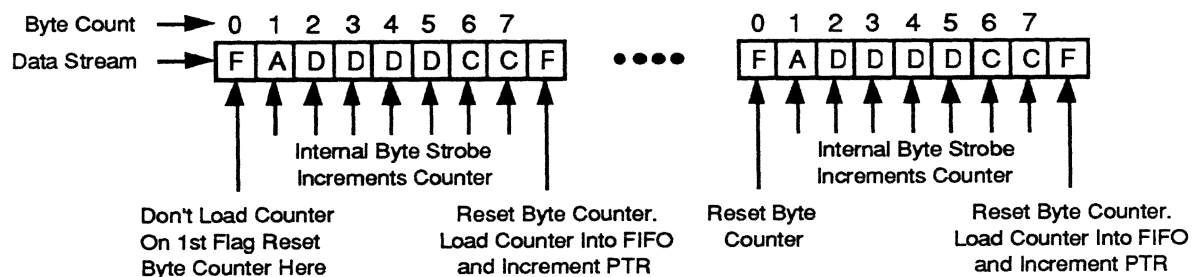 Byte Count 0 1 2 3 4 5 6 7 0 1 2 3 4 5 6 7
Data Stream F A D D D D C C F F A D D D D C C F
Internal Byte Strobe
Increments Counter
Internal Byte Strobe
Increments Counter
Don't Load Counter
On 1st Flag Reset
Byte Counter Here
Reset Byte Counter.
Load Counter Into FIFO
and Increment PTR
Reset Byte
Counter
Reset Byte Counter.
Load Counter Into FIFO
and Increment PTR